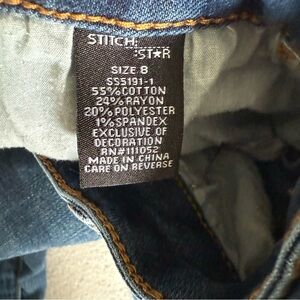 STITCH
STAR
SIZE 8
SS5191-1
55%COTTON
24%RAYON
20%POLYESTER
1%SPANDEX
EXCLUSIVE OF
DECORATION
RN#111052
MADE IN CHINA
CARE ON REVERSE